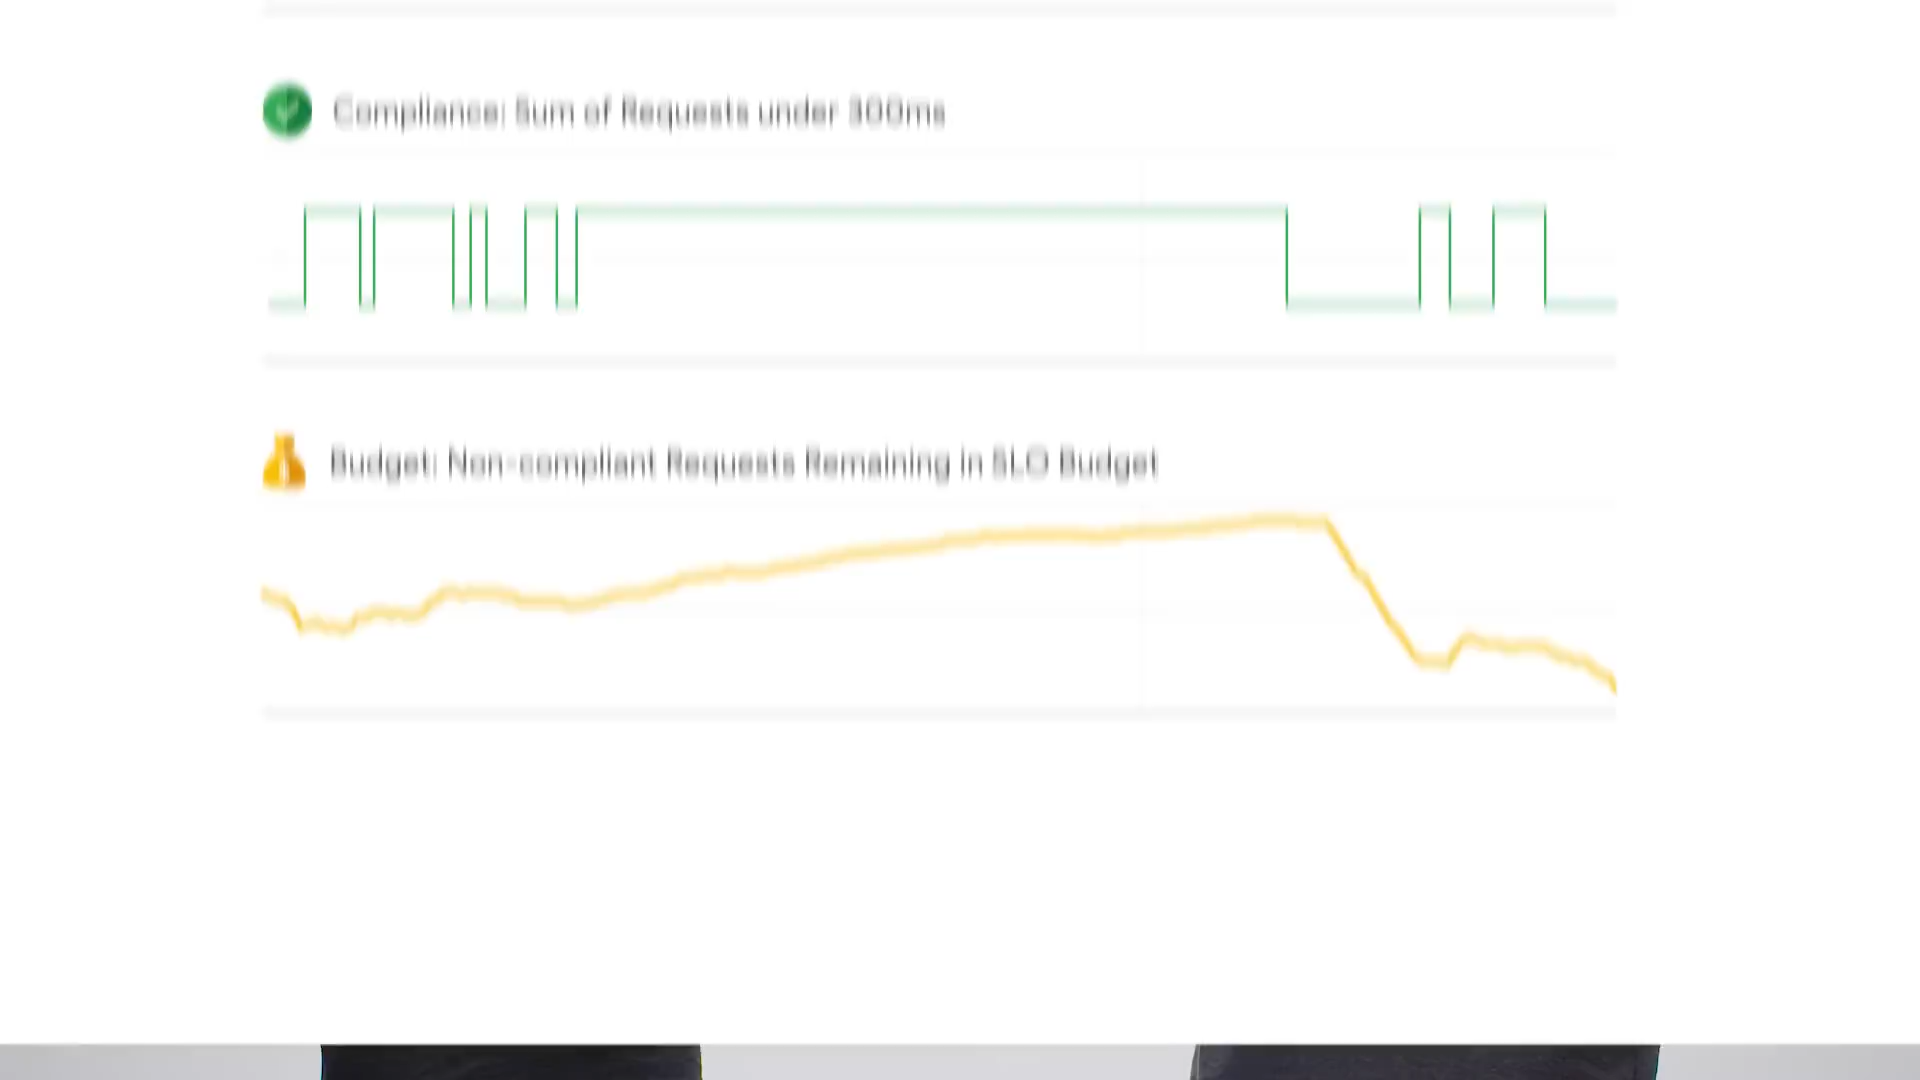 Compliance: Sum of Requests under 300ms
Budget: Non-compliant Requests Remaining in SLO Budget